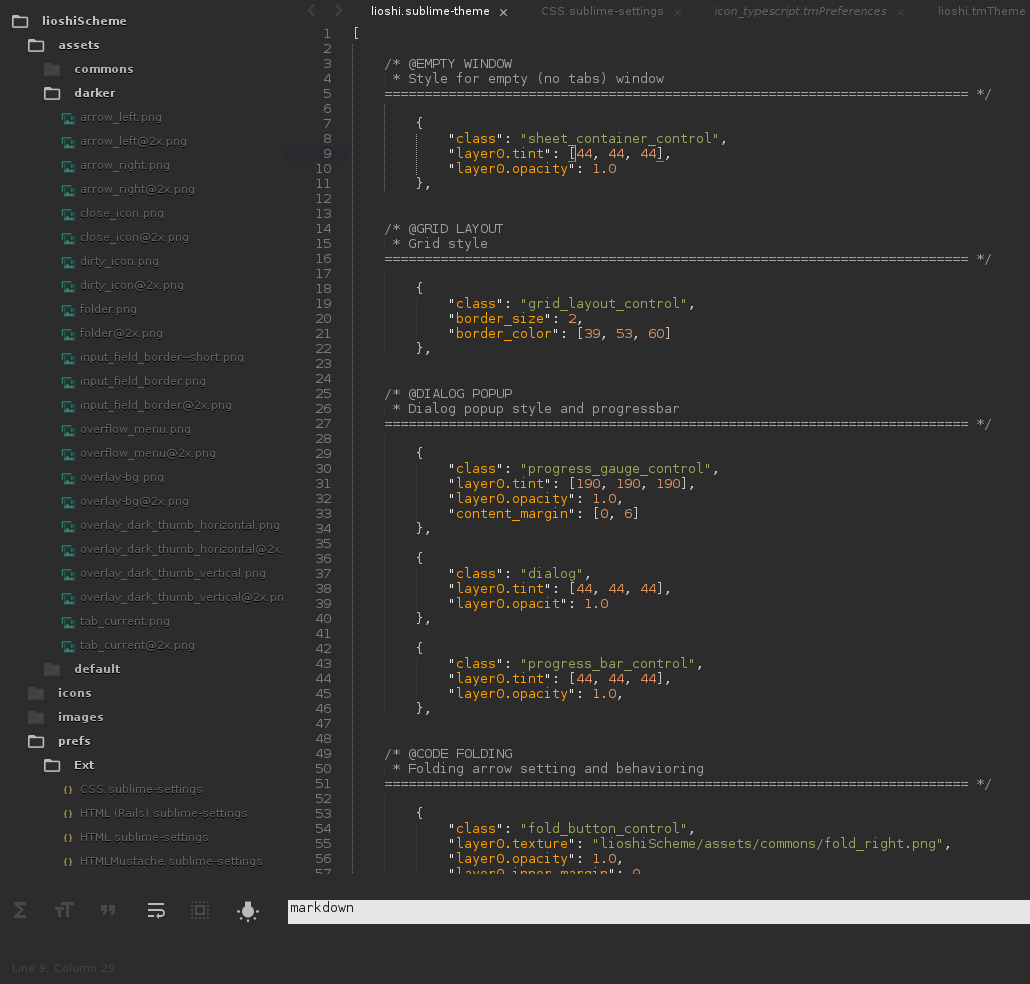 lioshiScheme
assets
commons
darker
arrow_left.png
arrow_left@2x.png
arrow_right.png
arrow_right@2x.png
close_icon.png
close_icon@2x.png
dirty_icon.png
dirty_icon@2x.png
folder.png
folder@2x.png
input_field_border--short.png
input_field_border.png
input_field_border@2x.png
overflow_menu.png
overflow_menu@2x.png
overlay-bg.png
overlay-bg@2x.png
overlay_dark_thumb_horizontal.png
overlay_dark_thumb_horizontal@2x.
overlay_dark_thumb_vertical.png
overlay_dark_thumb_vertical@2x.pn
tab_current.png
tab_current@2x.png
default
icons
images
prefs
Ext
{} CSS.sublime-settings
{} HTML (Rails).sublime-settings
{} HTML.sublime-settings
{} HTMLMustache.sublime-settings
lioshi.sublime-theme × CSS.sublime-settings × icon_typescript.tmPreferences × lioshi.tmTheme
1 [
2
3 /* @EMPTY WINDOW
4 * Style for empty (no tabs) window
5 ========================================================================= */
6
7 {
8 "class": "sheet_container_control",
9 "layer0.tint": [44, 44, 44],
10 "layer0.opacity": 1.0
11 },
12
13
14 /* @GRID LAYOUT
15 * Grid style
16 ========================================================================= */
17
18 {
19 "class": "grid_layout_control",
20 "border_size": 2,
21 "border_color": [39, 53, 60]
22 },
23
24
25 /* @DIALOG POPUP
26 * Dialog popup style and progressbar
27 ========================================================================= */
28
29 {
30 "class": "progress_gauge_control",
31 "layer0.tint": [190, 190, 190],
32 "layer0.opacity": 1.0,
33 "content_margin": [0, 6]
34 },
35
36 {
37 "class": "dialog",
38 "layer0.tint": [44, 44, 44],
39 "layer0.opacit": 1.0
40 },
41
42 {
43 "class": "progress_bar_control",
44 "layer0.tint": [44, 44, 44],
45 "layer0.opacity": 1.0,
46 },
47
48
49 /* @CODE FOLDING
50 * Folding arrow setting and behavioring
51 ========================================================================= */
52
53 {
54 "class": "fold_button_control",
55 "layer0.texture": "lioshiScheme/assets/commons/fold_right.png",
56 "layer0.opacity": 1.0,
57 "layer0.inner_margin": 0
markdown
Line 9, Column 29